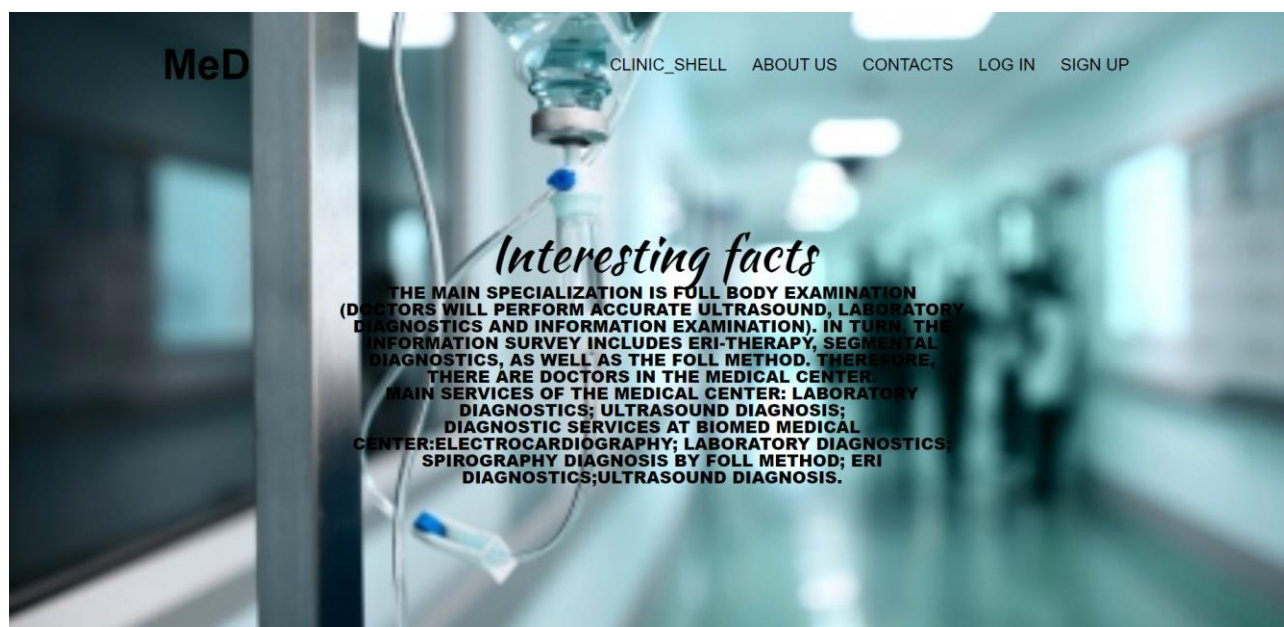 MeD
CLINIC_SHELL ABOUT US CONTACTS LOG IN SIGN UP
Interesting facts
THE MAIN SPECIALIZATION IS FULL BODY EXAMINATION
(DOCTORS WILL PERFORM ACCURATE ULTRASOUND, LABORATORY
DIAGNOSTICS AND INFORMATION EXAMINATION). IN TURN, THE
INFORMATION SURVEY INCLUDES ERI-THERAPY, SEGMENTAL
DIAGNOSTICS, AS WELL AS THE FOLL METHOD. THEREFORE,
THERE ARE DOCTORS IN THE MEDICAL CENTER.
MAIN SERVICES OF THE MEDICAL CENTER: LABORATORY
DIAGNOSTICS; ULTRASOUND DIAGNOSIS;
DIAGNOSTIC SERVICES AT BIOMED MEDICAL
CENTER:ELECTROCARDIOGRAPHY; LABORATORY DIAGNOSTICS;
SPIROGRAPHY DIAGNOSIS BY FOLL METHOD; ERI
DIAGNOSTICS;ULTRASOUND DIAGNOSIS.